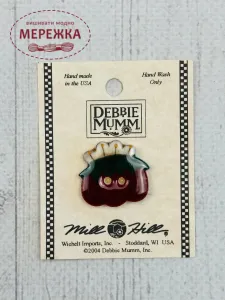 вишивати модно
МЕРЕЖКА
Hand made
in the USA
Hand Wash
Only
DEBBIE
MUMM
Mill Hill
Wichelt Imports, Inc. · Stoddard, WI USA
©2004 Debbie Mumm, Inc.